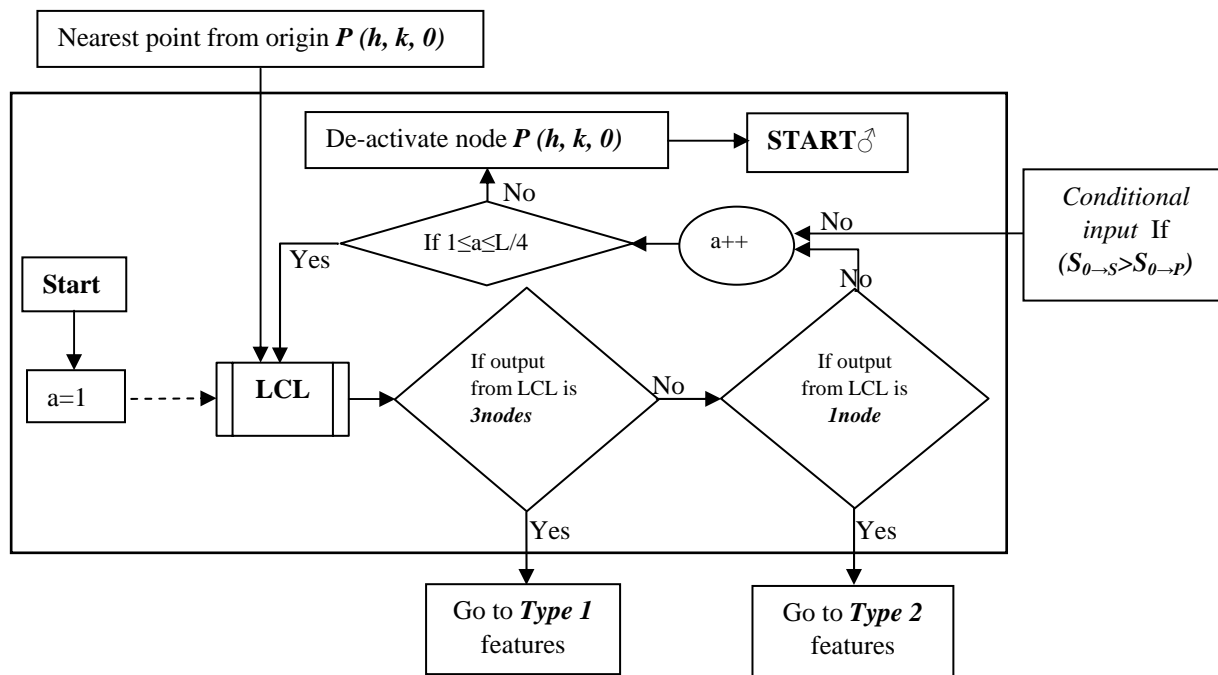 Nearest point from origin P (h, k, 0)
De-activate node P (h, k, 0)
START♂
No
If 1≤a≤L/4
Yes
a++
No
No
Conditional
input If
(S0→S>S0→P)
Start
a=1
LCL
If output
from LCL is
3nodes
No
If output
from LCL is
1node
Yes
Yes
Go to Type 1
features
Go to Type 2
features